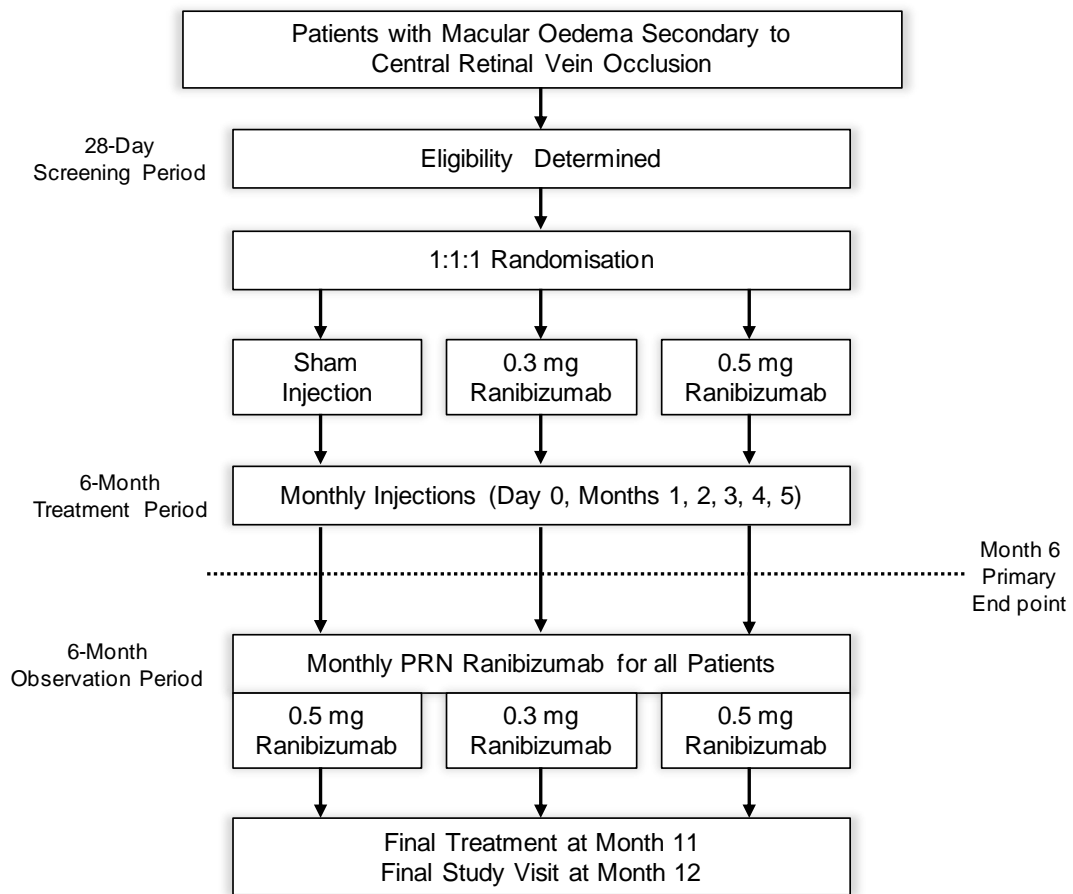 Patients with Macular Oedema Secondary to
Central Retinal Vein Occlusion
28-Day
Screening Period
Eligibility Determined
1:1:1 Randomisation
Sham
Injection
0.3 mg
Ranibizumab
0.5 mg
Ranibizumab
6-Month
Treatment Period
Monthly Injections (Day 0, Months 1, 2, 3, 4, 5)
Month 6
Primary
End point
6-Month
Observation Period
Monthly PRN Ranibizumab for all Patients
0.5 mg
Ranibizumab
0.3 mg
Ranibizumab
0.5 mg
Ranibizumab
Final Treatment at Month 11
Final Study Visit at Month 12